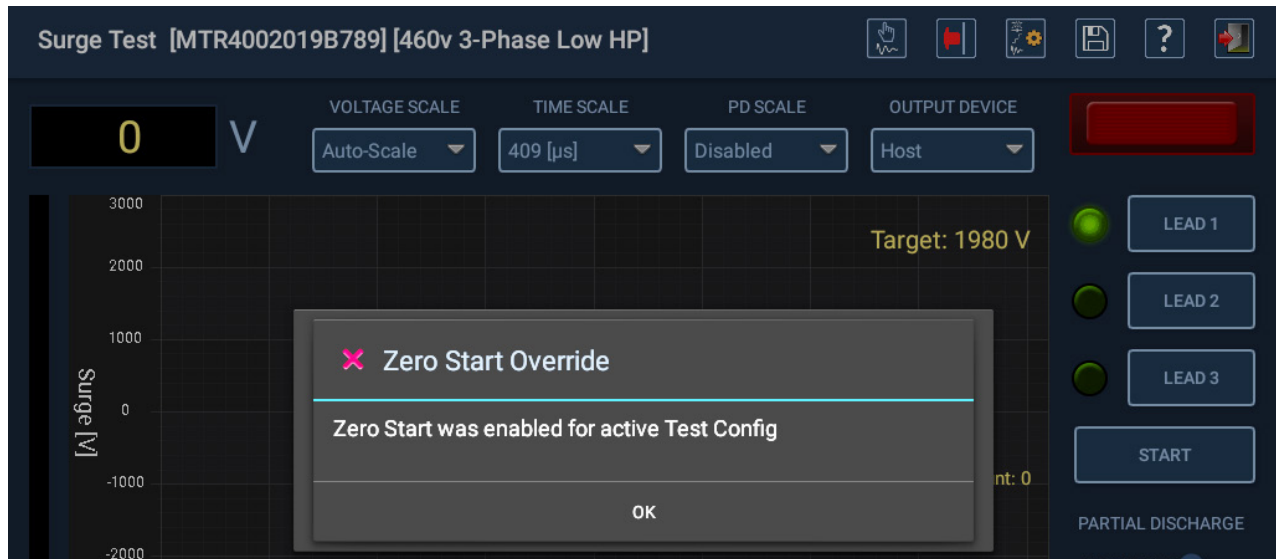 Surge Test [MTR4002019B789] [460v 3-Phase Low HP]
?
0 V
VOLTAGE SCALE
TIME SCALE
PD SCALE
OUTPUT DEVICE
Auto-Scale
409 [µs]
Disabled
Host
3000
2000
1000
0
-1000
-2000
Surge [V]
Target: 1980 V
Zero Start Override
Zero Start was enabled for active Test Config
OK
nt: 0
LEAD 1
LEAD 2
LEAD 3
START
PARTIAL DISCHARGE